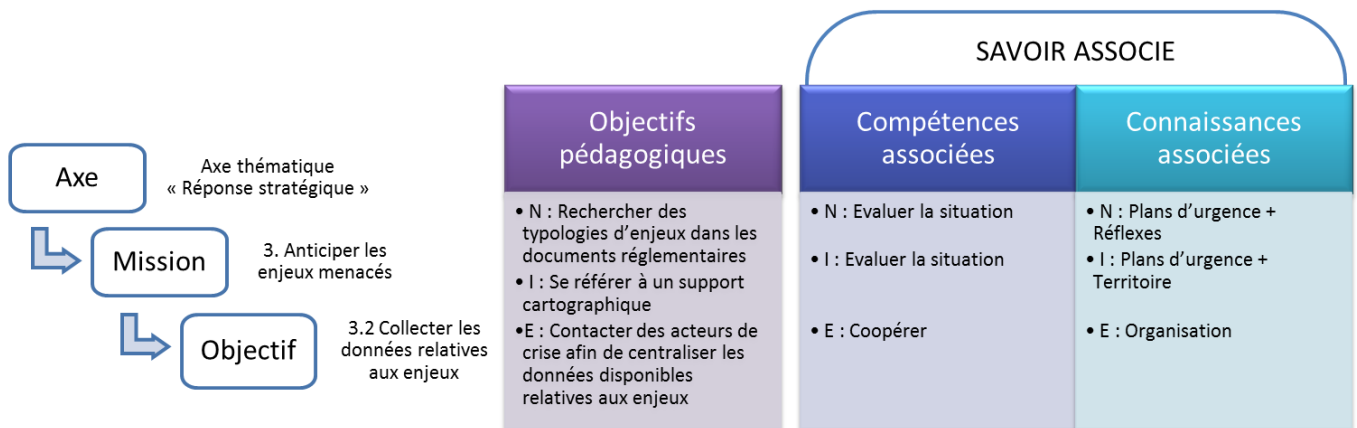 Axe
Axe thématique
« Réponse stratégique »
Mission
3. Anticiper les
enjeux menacés
Objectif
3.2 Collecter les
données relatives
aux enjeux
SAVOIR ASSOCIE
Objectifs
pédagogiques
• N : Rechercher des
typologies d’enjeux dans les
documents réglementaires
• I : Se référer à un support
cartographique
•E : Contacter des acteurs de
crise afin de centraliser les
données disponibles
relatives aux enjeux
Compétences
associées
• N : Evaluer la situation
• I : Evaluer la situation
• E : Coopérer
Connaissances
associées
• N : Plans d’urgence +
Réflexes
• I : Plans d’urgence +
Territoire
• E : Organisation